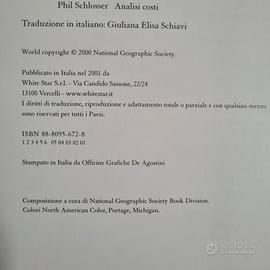 Phil Schlosser Analisi costi
Traduzione in italiano: Giuliana Elisa Schiavi
World copyright © 2000 National Geographic Society.
Pubblicato in Italia nel 2001 da
White Star S.r.l. - Via Candido Sassone, 22/24
13100 Vercelli - www.whitestar.it
I diritti di traduzione, riproduzione e adattamento totale o parziale e con qualsiasi mezzo
sono riservati per tutti i Paesi.
ISBN 88-8095-672-8
1 2 3 4 5 6 05 04 03 02 01
Stampato in Italia da Officine Grafiche De Agostini
Composizione a cura di National Geographic Society Book Division.
Colori North American Color, Portage, Michigan.
subito.it